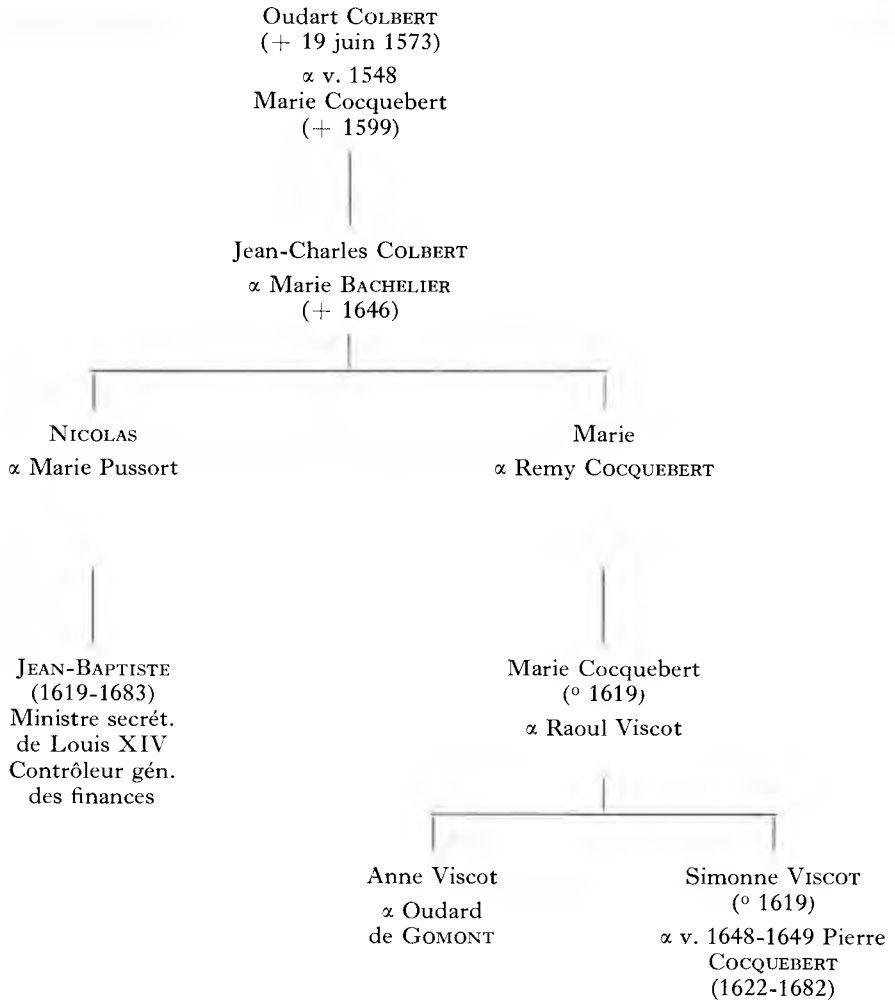 Oudart COLBERT
(+ 19 juin 1573)
α v. 1548
Marie Cocquebert
(+ 1599)
Jean-Charles COLBERT
α Marie BACHELIER
(+ 1646)
NICOLAS
α Marie Pussort
Marie
α Remy COCQUEBERT
JEAN-BAPTISTE
(1619-1683)
Ministre secrét.
de Louis XIV
Contrôleur gén.
des finances
Marie Cocquebert
(º 1619)
α Raoul Viscot
Anne Viscot
α Oudard
de GOMONT
Simonne VISCOT
(º 1619)
α v. 1648-1649 Pierre
COCQUEBERT
(1622-1682)